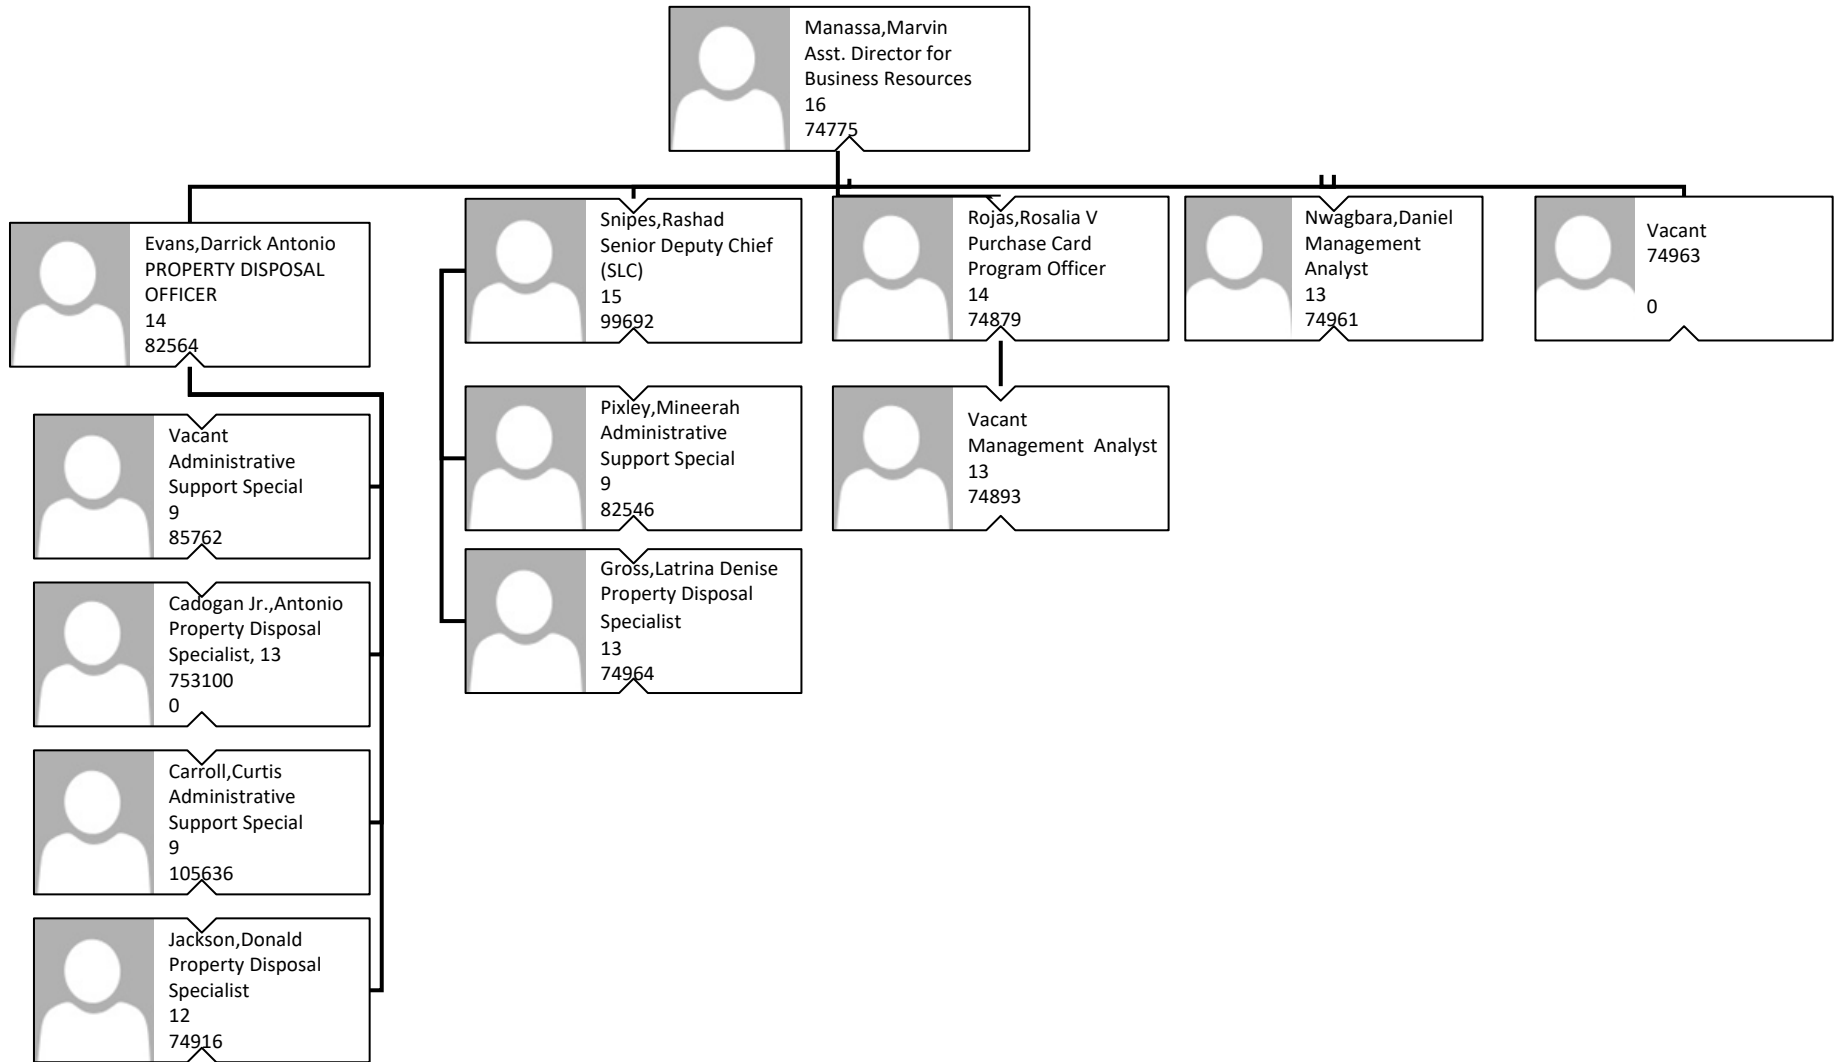 Manassa,Marvin
Asst. Director for
Business Resources
16
74775
Evans,Darrick Antonio
PROPERTY DISPOSAL
OFFICER
14
82564
Vacant
Administrative
Support Special
9
85762
Cadogan Jr.,Antonio
Property Disposal
Specialist, 13
753100
0
Carroll,Curtis
Administrative
Support Special
9
105636
Jackson,Donald
Property Disposal
Specialist
12
74916
Snipes,Rashad
Senior Deputy Chief
(SLC)
15
99692
Pixley,Mineerah
Administrative
Support Special
9
82546
Gross,Latrina Denise
Property Disposal
Specialist
13
74964
Rojas,Rosalia V
Purchase Card
Program Officer
14
74879
Vacant
Management Analyst
13
74893
Nwagbara,Daniel
Management
Analyst
13
74961
Vacant
74963
0